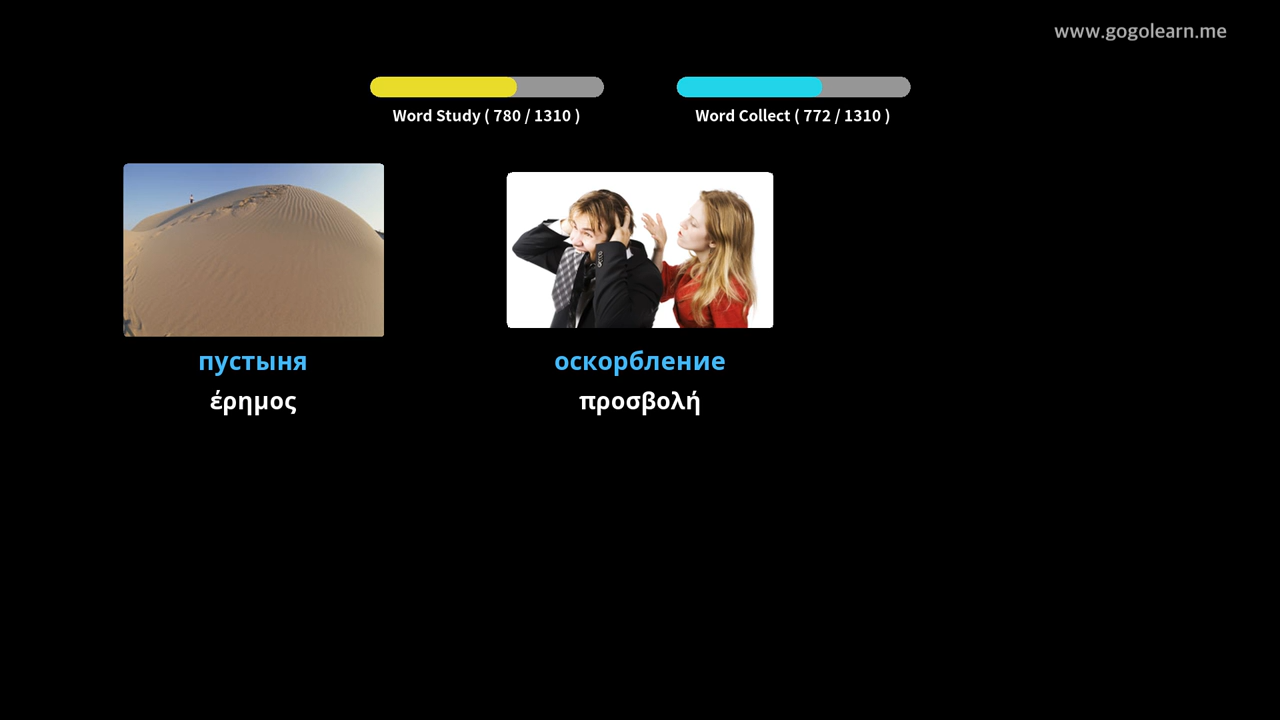 www.gogolearn.me
Word Study ( 780 / 1310 )
Word Collect ( 772 / 1310 )
пустыня
έρημος
оскорбление
προσβολή